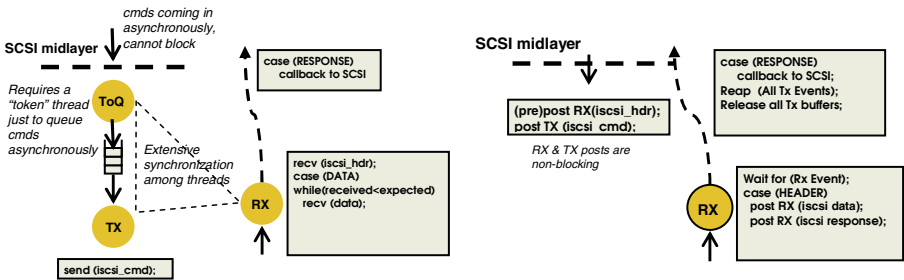 cmds coming in
asynchronously,
cannot block
SCSI midlayer
Requires a
"token" thread
just to queue
cmds
asynchronously
ToQ
Extensive
synchronization
among threads
TX
send (iscsi_cmd);
case (RESPONSE)
callback to SCSI
recv (iscsi_hdr);
case (DATA)
while(received<expected)
recv (data);
RX
SCSI midlayer
(pre)post RX(iscsi_hdr);
post TX (iscsi_cmd);
RX & TX posts are
non-blocking
case (RESPONSE)
callback to SCSI;
Reap (All Tx Events);
Release all Tx buffers;
RX
Wait for (Rx Event);
case (HEADER)
post RX (iscsi data);
post RX (iscsi response);